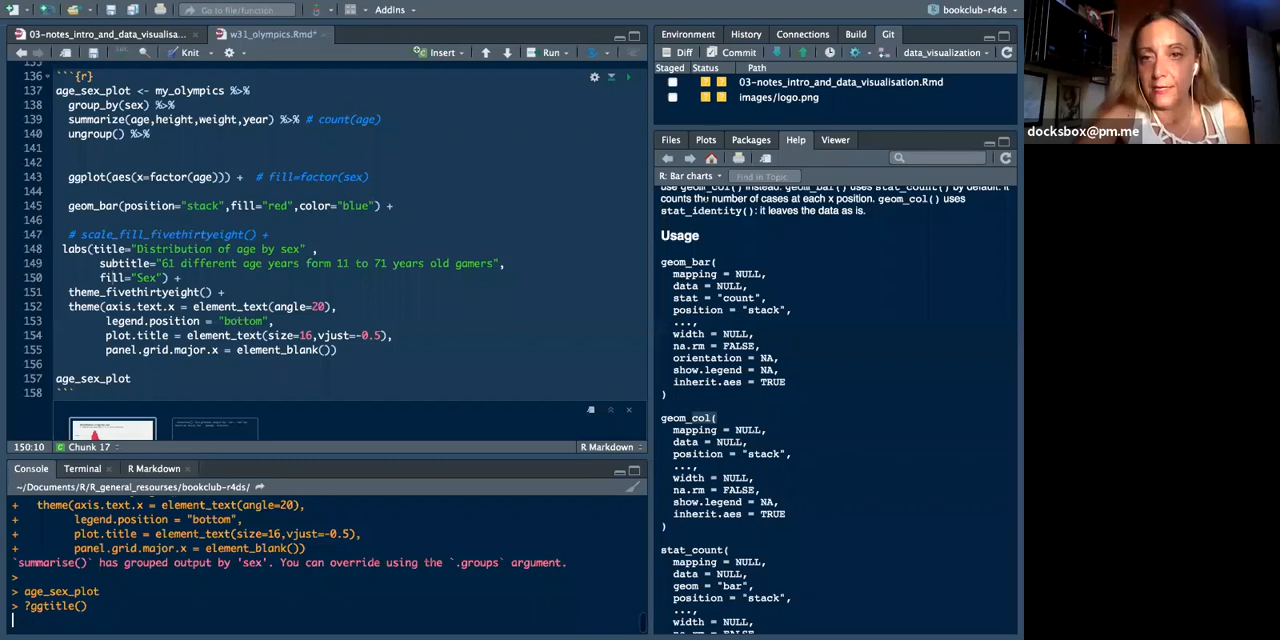 Go to file/function
Addins
bookclub-r4ds
03-notes_intro_and_data_visualisa...
w31_olympics.Rmd*
Knit
Insert
Run
135
136 ```{r}
137 age_sex_plot <- my_olympics %>%
138 group_by(sex) %>%
139 summarize(age,height,weight,year) %>% # count(age)
140 ungroup() %>%
141
142
143 ggplot(aes(x=factor(age))) + # fill=factor(sex)
144
145 geom_bar(position="stack",fill="red",color="blue") +
146
147 # scale_fill_fivethirtyeight() +
148 labs(title="Distribution of age by sex" ,
149 subtitle="61 different age years form 11 to 71 years old gamers",
150 fill="Sex") +
151 theme_fivethirtyeight() +
152 theme(axis.text.x = element_text(angle=20),
153 legend.position = "bottom",
154 plot.title = element_text(size=16,vjust=-0.5),
155 panel.grid.major.x = element_blank())
156
157 age_sex_plot
158 ```
150:10
Chunk 17
R Markdown
Console
Terminal
R Markdown
~/Documents/R/R_general_resourses/bookclub-r4ds/
+ theme(axis.text.x = element_text(angle=20),
+ legend.position = "bottom",
+ plot.title = element_text(size=16,vjust=-0.5),
+ panel.grid.major.x = element_blank())
`summarise()` has grouped output by 'sex'. You can override using the `.groups` argument.
>
> age_sex_plot
> ?ggtitle()
Environment
History
Connections
Build
Git
Diff
Commit
data_visualization
Staged Status Path
03-notes_intro_and_data_visualisation.Rmd
images/logo.png
Files
Plots
Packages
Help
Viewer
R: Bar charts
Find in Topic
use geom_col() instead. geom_bar() uses stat_count() by default: it
counts the number of cases at each x position. geom_col() uses
stat_identity(): it leaves the data as is.
Usage
geom_bar(
mapping = NULL,
data = NULL,
stat = "count",
position = "stack",
...,
width = NULL,
na.rm = FALSE,
orientation = NA,
show.legend = NA,
inherit.aes = TRUE
)
geom_col(
mapping = NULL,
data = NULL,
position = "stack",
...,
width = NULL,
na.rm = FALSE,
show.legend = NA,
inherit.aes = TRUE
)
stat_count(
mapping = NULL,
data = NULL,
geom = "bar",
position = "stack",
...,
width = NULL,
na.rm = FALSE,
docksbox@pm.me